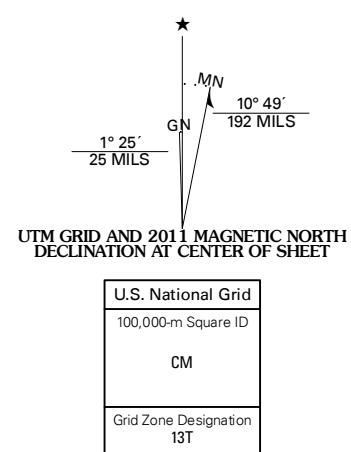 ★
MN
10° 49´
192 MILS
GN
1° 25´
25 MILS
UTM GRID AND 2011 MAGNETIC NORTH
DECLINATION AT CENTER OF SHEET
U.S. National Grid
100,000-m Square ID
CM
Grid Zone Designation
13T